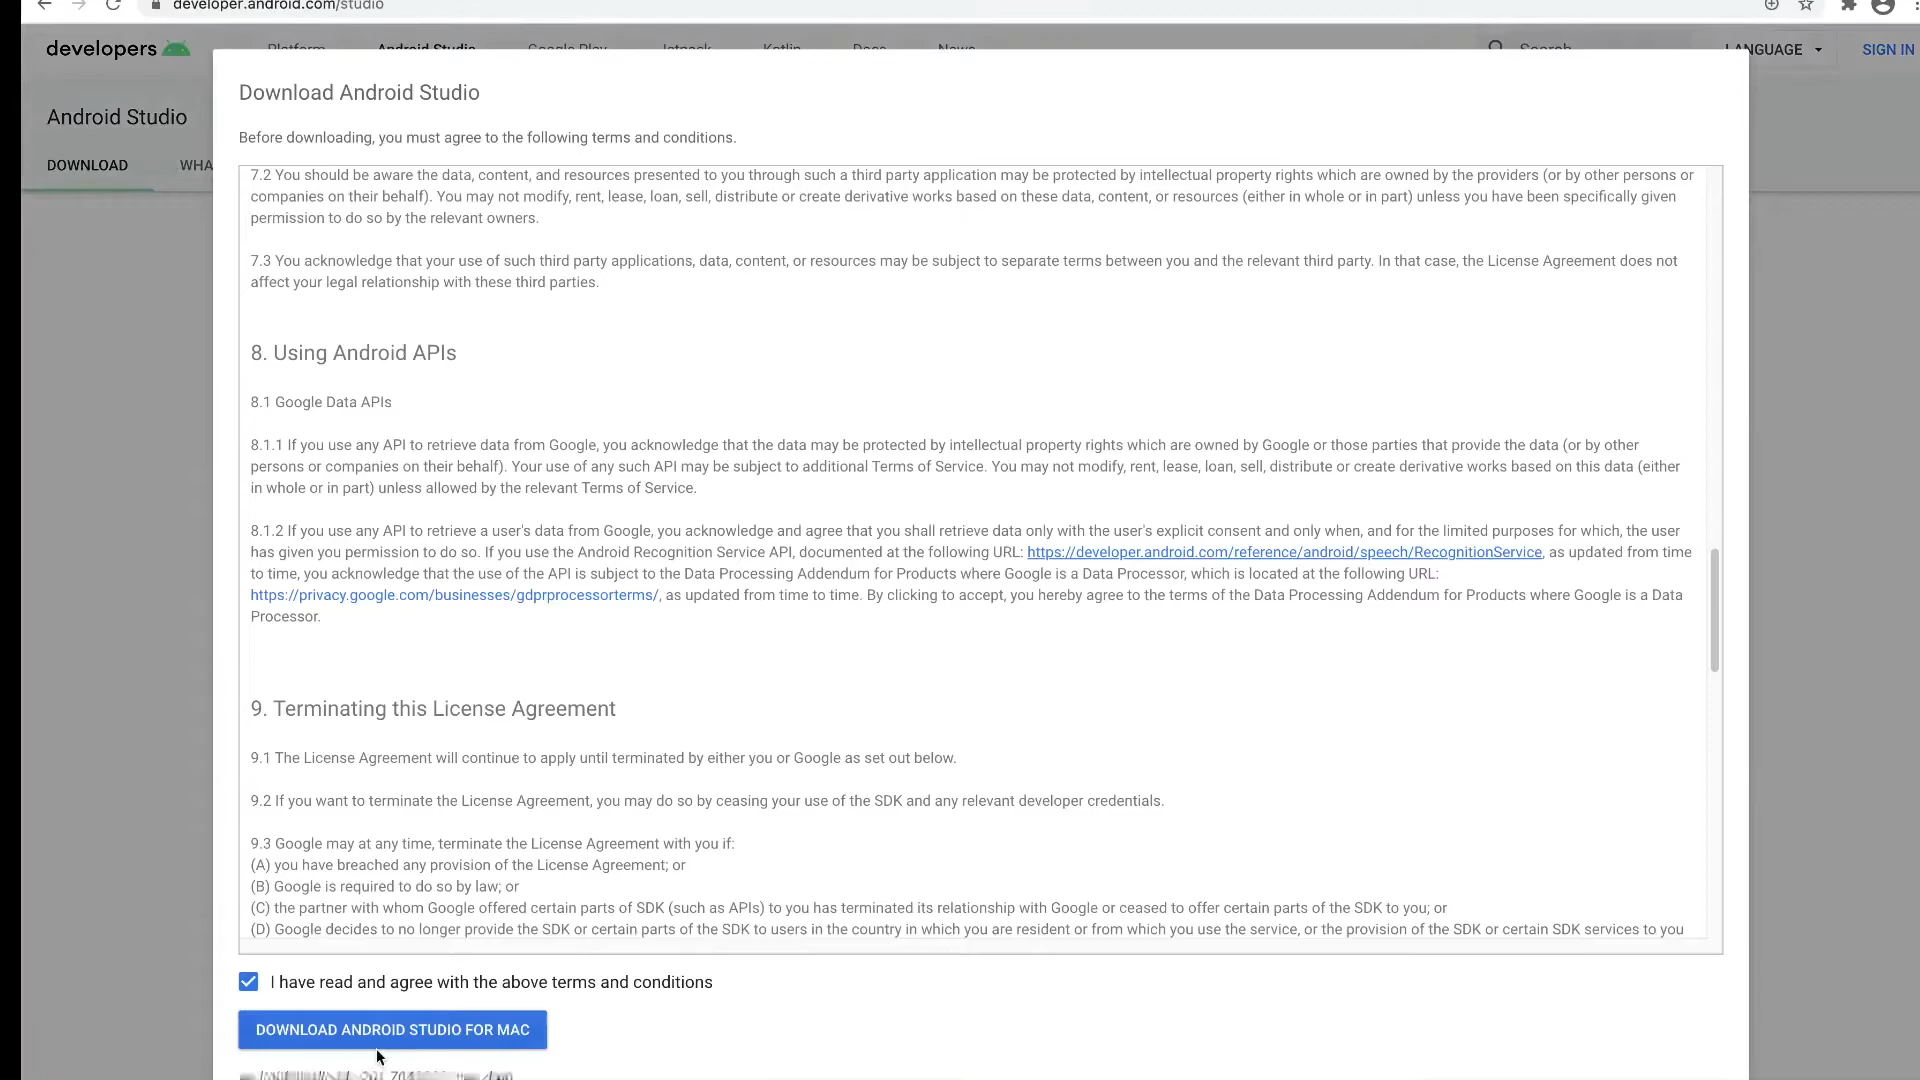 developer.android.com/studio
developers
Platform Android Studio Google Play Jetpack Kotlin Docs News Search LANGUAGE SIGN IN
Android Studio
DOWNLOAD WHA
Download Android Studio
Before downloading, you must agree to the following terms and conditions.
7.2 You should be aware the data, content, and resources presented to you through such a third party application may be protected by intellectual property rights which are owned by the providers (or by other persons or
companies on their behalf). You may not modify, rent, lease, loan, sell, distribute or create derivative works based on these data, content, or resources (either in whole or in part) unless you have been specifically given
permission to do so by the relevant owners.
7.3 You acknowledge that your use of such third party applications, data, content, or resources may be subject to separate terms between you and the relevant third party. In that case, the License Agreement does not
affect your legal relationship with these third parties.
8. Using Android APIs
8.1 Google Data APIs
8.1.1 If you use any API to retrieve data from Google, you acknowledge that the data may be protected by intellectual property rights which are owned by Google or those parties that provide the data (or by other
persons or companies on their behalf). Your use of any such API may be subject to additional Terms of Service. You may not modify, rent, lease, loan, sell, distribute or create derivative works based on this data (either
in whole or in part) unless allowed by the relevant Terms of Service.
8.1.2 If you use any API to retrieve a user's data from Google, you acknowledge and agree that you shall retrieve data only with the user's explicit consent and only when, and for the limited purposes for which, the user
has given you permission to do so. If you use the Android Recognition Service API, documented at the following URL: https://developer.android.com/reference/android/speech/RecognitionService, as updated from time
to time, you acknowledge that the use of the API is subject to the Data Processing Addendum for Products where Google is a Data Processor, which is located at the following URL:
https://privacy.google.com/businesses/gdprprocessorterms/, as updated from time to time. By clicking to accept, you hereby agree to the terms of the Data Processing Addendum for Products where Google is a Data
Processor.
9. Terminating this License Agreement
9.1 The License Agreement will continue to apply until terminated by either you or Google as set out below.
9.2 If you want to terminate the License Agreement, you may do so by ceasing your use of the SDK and any relevant developer credentials.
9.3 Google may at any time, terminate the License Agreement with you if:
(A) you have breached any provision of the License Agreement; or
(B) Google is required to do so by law; or
(C) the partner with whom Google offered certain parts of SDK (such as APIs) to you has terminated its relationship with Google or ceased to offer certain parts of the SDK to you; or
(D) Google decides to no longer provide the SDK or certain parts of the SDK to users in the country in which you are resident or from which you use the service, or the provision of the SDK or certain SDK services to you
I have read and agree with the above terms and conditions
DOWNLOAD ANDROID STUDIO FOR MAC